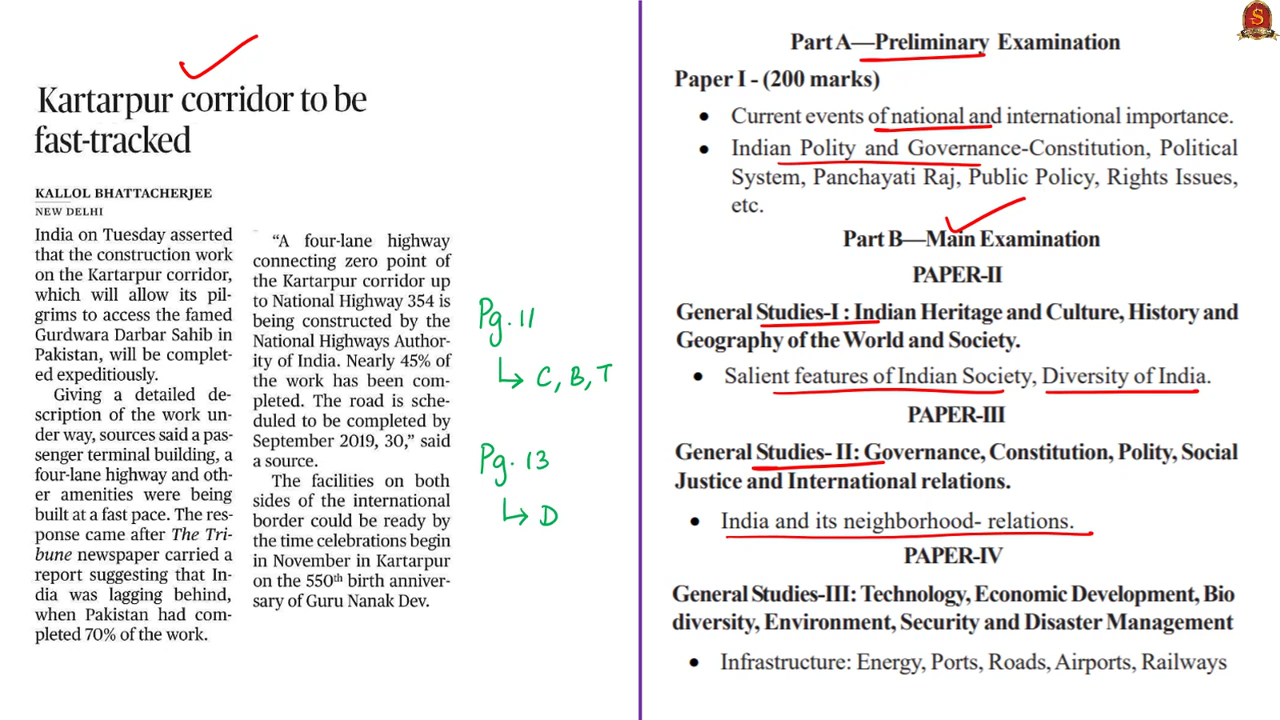 Kartarpur corridor to be
fast-tracked
KALLOL BHATTACHERJEE
NEW DELHI
India on Tuesday asserted
that the construction work
on the Kartarpur corridor,
which will allow its pil-
grims to access the famed
Gurdwara Darbar Sahib in
Pakistan, will be complet-
ed expeditiously.
Giving a detailed de-
scription of the work un-
der way, sources said a pas-
senger terminal building, a
four-lane highway and oth-
er amenities were being
built at a fast pace. The res-
ponse came after The Tri-
bune newspaper carried a
report suggesting that In-
dia was lagging behind,
when Pakistan had com-
pleted 70% of the work.
“A four-lane highway
connecting zero point of
the Kartarpur corridor up
to National Highway 354 is
being constructed by the
National Highways Author-
ity of India. Nearly 45% of
the work has been com-
pleted. The road is sche-
duled to be completed by
September 2019, 30,” said
a source.
The facilities on both
sides of the international
border could be ready by
the time celebrations begin
in November in Kartarpur
on the 550th birth anniver-
sary of Guru Nanak Dev.
Pg. 11
↳ C, B, T
Pg. 13
↳ D
Part A—Preliminary Examination
Paper I - (200 marks)
• Current events of national and international importance.
• Indian Polity and Governance-Constitution, Political
System, Panchayati Raj, Public Policy, Rights Issues,
etc.
Part B—Main Examination
PAPER-II
General Studies-I : Indian Heritage and Culture, History and
Geography of the World and Society.
• Salient features of Indian Society, Diversity of India.
PAPER-III
General Studies- II: Governance, Constitution, Polity, Social
Justice and International relations.
• India and its neighborhood- relations.
PAPER-IV
General Studies-III: Technology, Economic Development, Bio
diversity, Environment, Security and Disaster Management
• Infrastructure: Energy, Ports, Roads, Airports, Railways
S